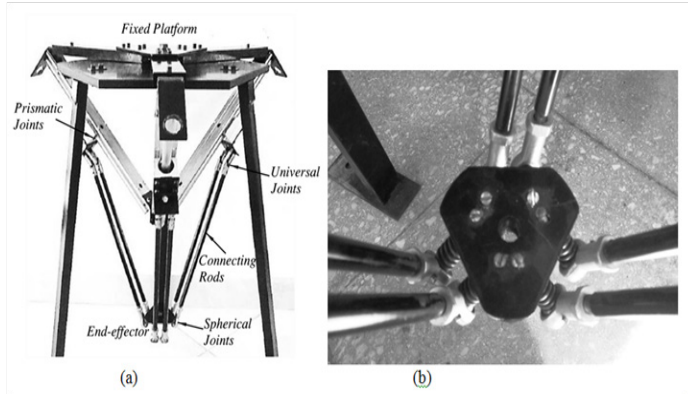 Fixed Platform
Prismatic
Joints
Universal
Joints
Connecting
Rods
End-effector
Spherical
Joints
(a)
(b)